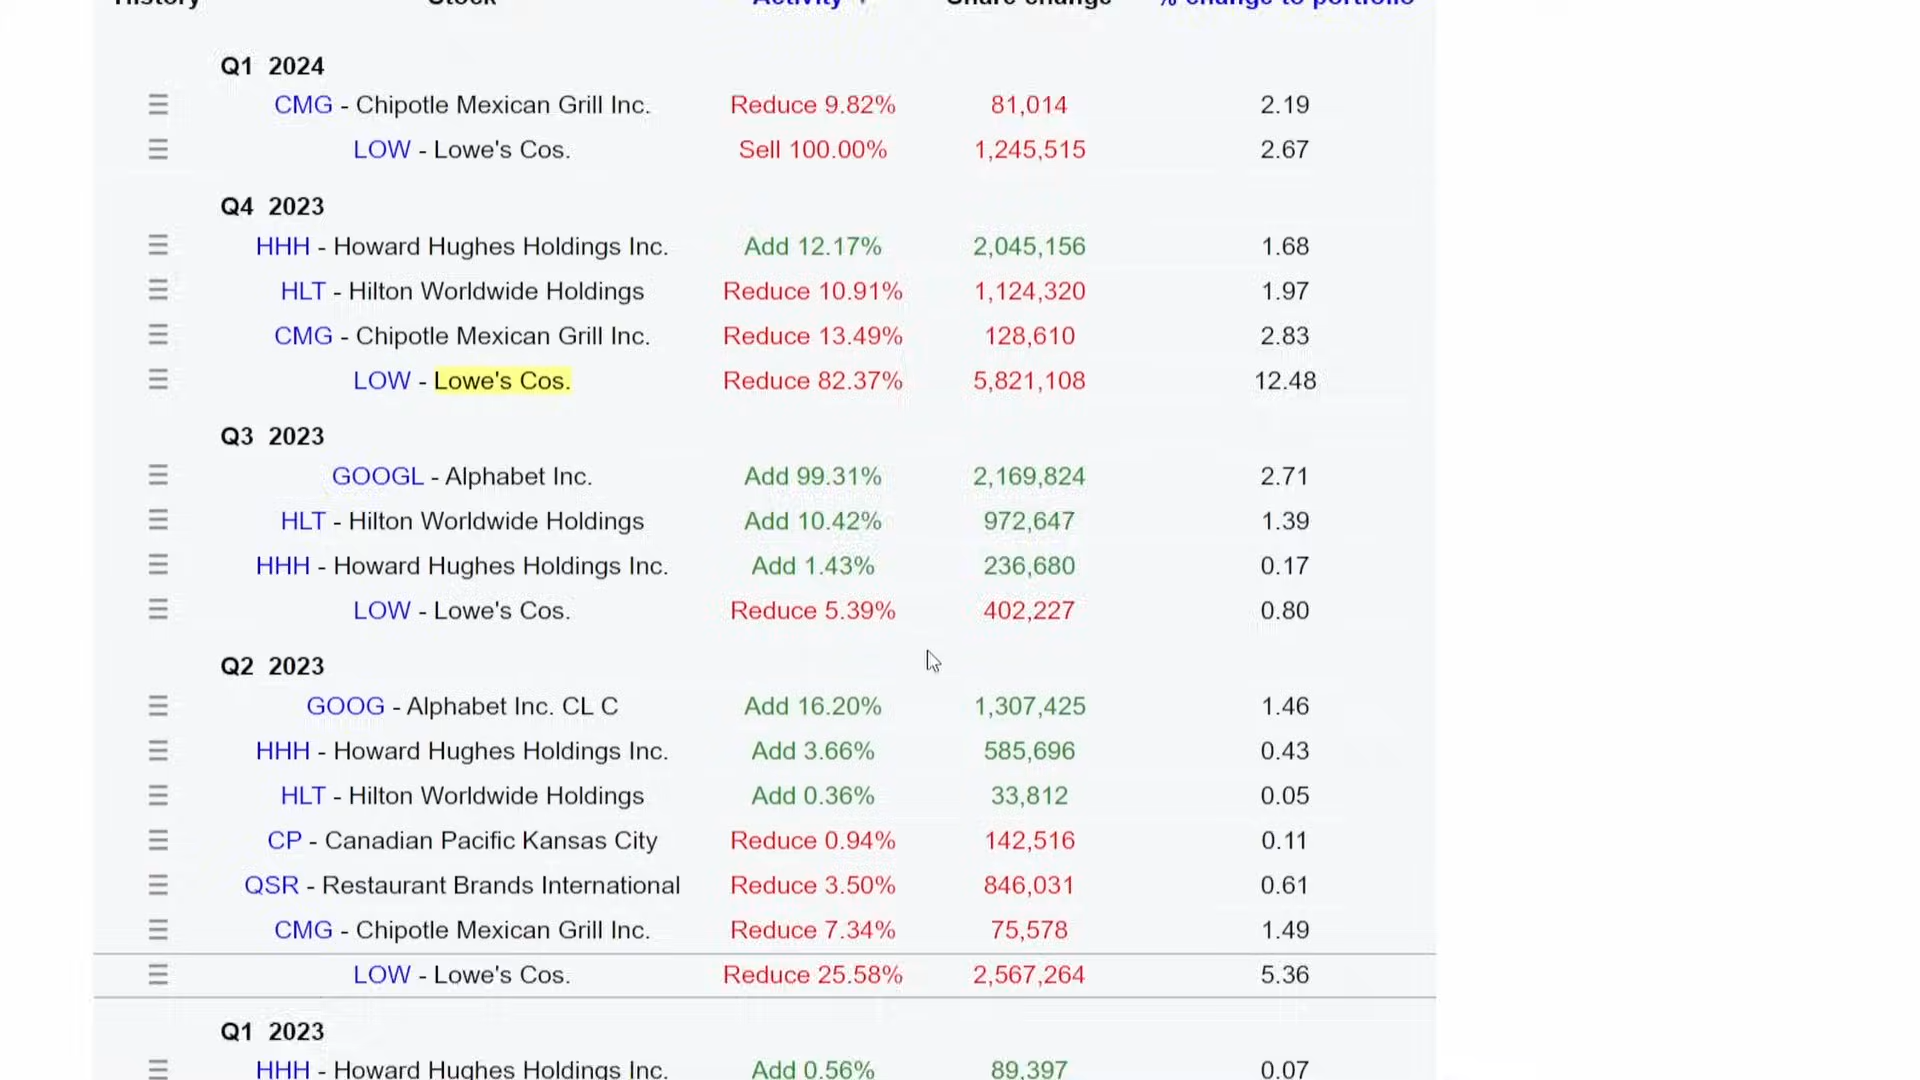 History Stock Activity Share change % change to portfolio
Q1 2024
CMG - Chipotle Mexican Grill Inc. Reduce 9.82% 81,014 2.19
LOW - Lowe's Cos. Sell 100.00% 1,245,515 2.67
Q4 2023
HHH - Howard Hughes Holdings Inc. Add 12.17% 2,045,156 1.68
HLT - Hilton Worldwide Holdings Reduce 10.91% 1,124,320 1.97
CMG - Chipotle Mexican Grill Inc. Reduce 13.49% 128,610 2.83
LOW - Lowe's Cos. Reduce 82.37% 5,821,108 12.48
Q3 2023
GOOGL - Alphabet Inc. Add 99.31% 2,169,824 2.71
HLT - Hilton Worldwide Holdings Add 10.42% 972,647 1.39
HHH - Howard Hughes Holdings Inc. Add 1.43% 236,680 0.17
LOW - Lowe's Cos. Reduce 5.39% 402,227 0.80
Q2 2023
GOOG - Alphabet Inc. CL C Add 16.20% 1,307,425 1.46
HHH - Howard Hughes Holdings Inc. Add 3.66% 585,696 0.43
HLT - Hilton Worldwide Holdings Add 0.36% 33,812 0.05
CP - Canadian Pacific Kansas City Reduce 0.94% 142,516 0.11
QSR - Restaurant Brands International Reduce 3.50% 846,031 0.61
CMG - Chipotle Mexican Grill Inc. Reduce 7.34% 75,578 1.49
LOW - Lowe's Cos. Reduce 25.58% 2,567,264 5.36
Q1 2023
HHH - Howard Hughes Holdings Inc. Add 0.56% 89,397 0.07